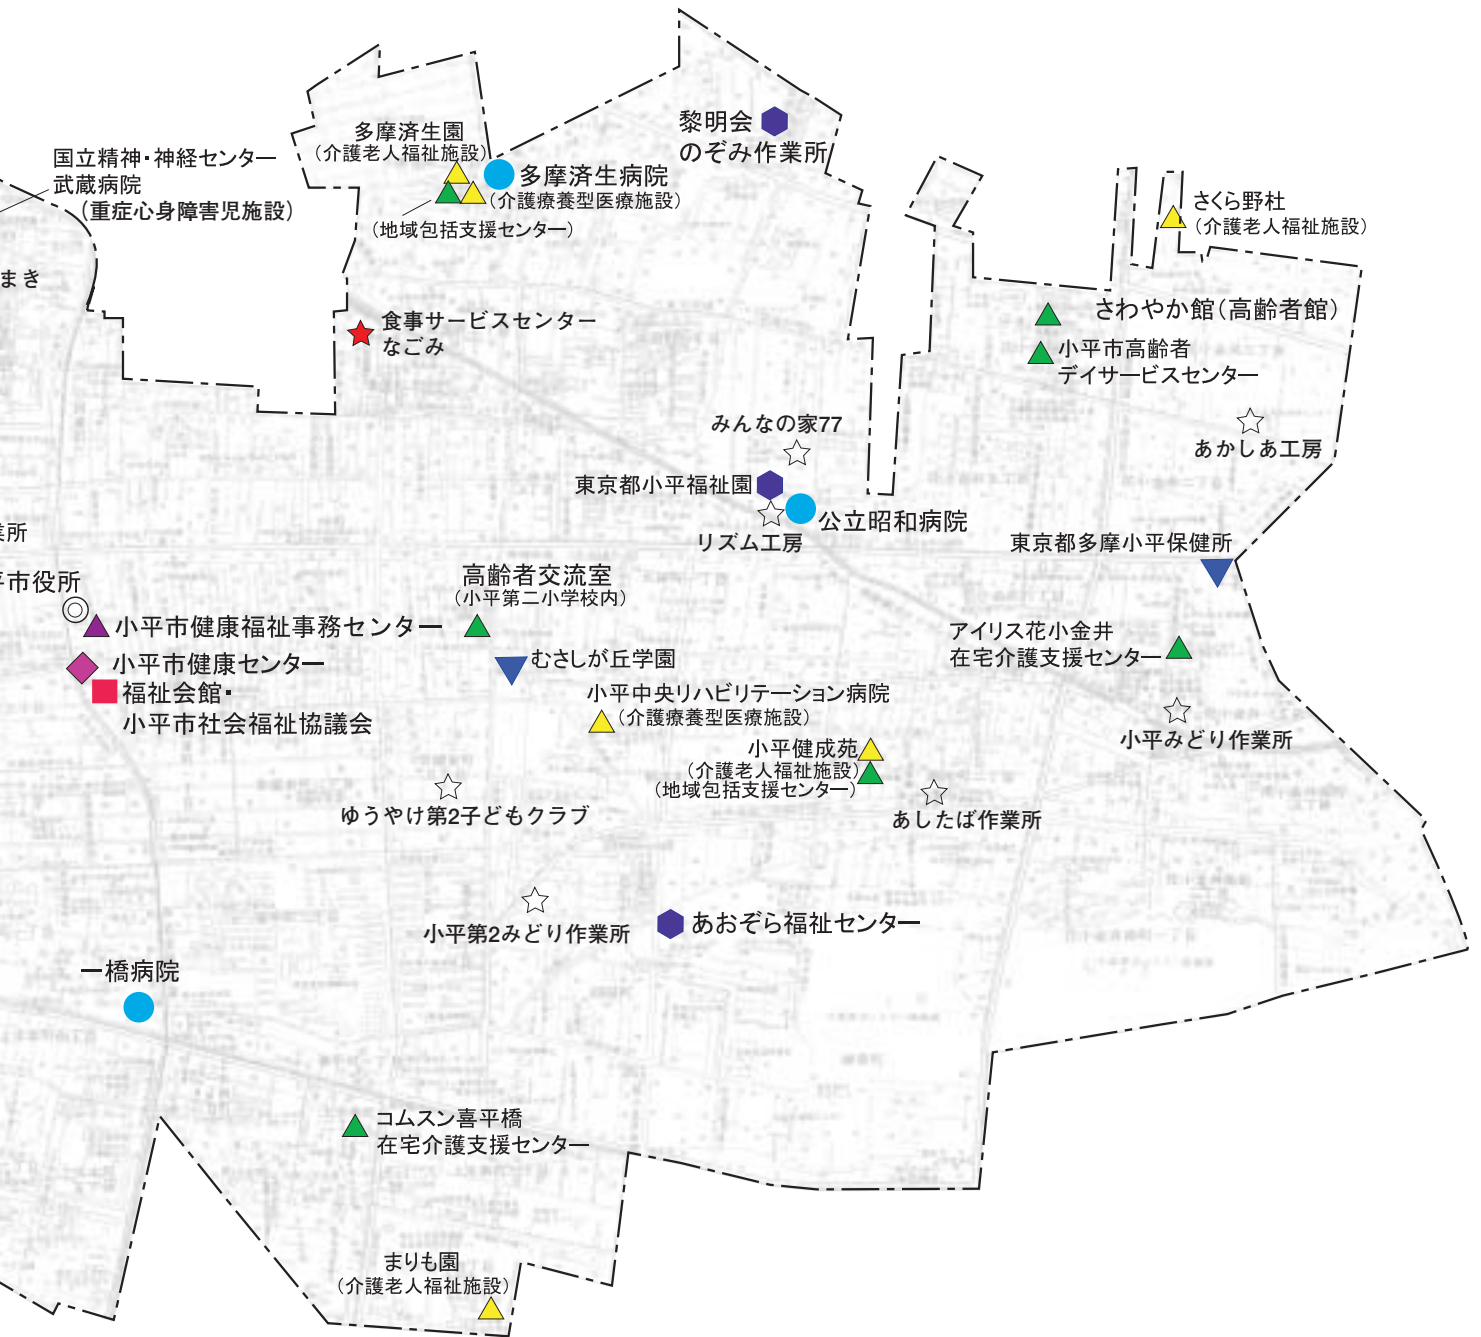 多摩済生園
（介護老人福祉施設）
多摩済生病院
（介護療養型医療施設）
（地域包括支援センター）
黎明会
のぞみ作業所
国立精神・神経センター
武蔵病院
（重症心身障害児施設）
さくら野杜
（介護老人福祉施設）
まき
食事サービスセンター
なごみ
さわやか館（高齢者館）
小平市高齢者
デイサービスセンター
みんなの家77
あかしあ工房
東京都小平福祉園
公立昭和病院
リズム工房
業所
東京都多摩小平保健所
平市役所
高齢者交流室
（小平第二小学校内）
小平市健康福祉事務センター
アイリス花小金井
在宅介護支援センター
小平市健康センター
むさしが丘学園
福祉会館・
小平市社会福祉協議会
小平中央リハビリテーション病院
（介護療養型医療施設）
小平みどり作業所
小平健成苑
（介護老人福祉施設）
（地域包括支援センター）
ゆうやけ第2子どもクラブ
あしたば作業所
小平第2みどり作業所
あおぞら福祉センター
一橋病院
コムスン喜平橋
在宅介護支援センター
まりも園
（介護老人福祉施設）